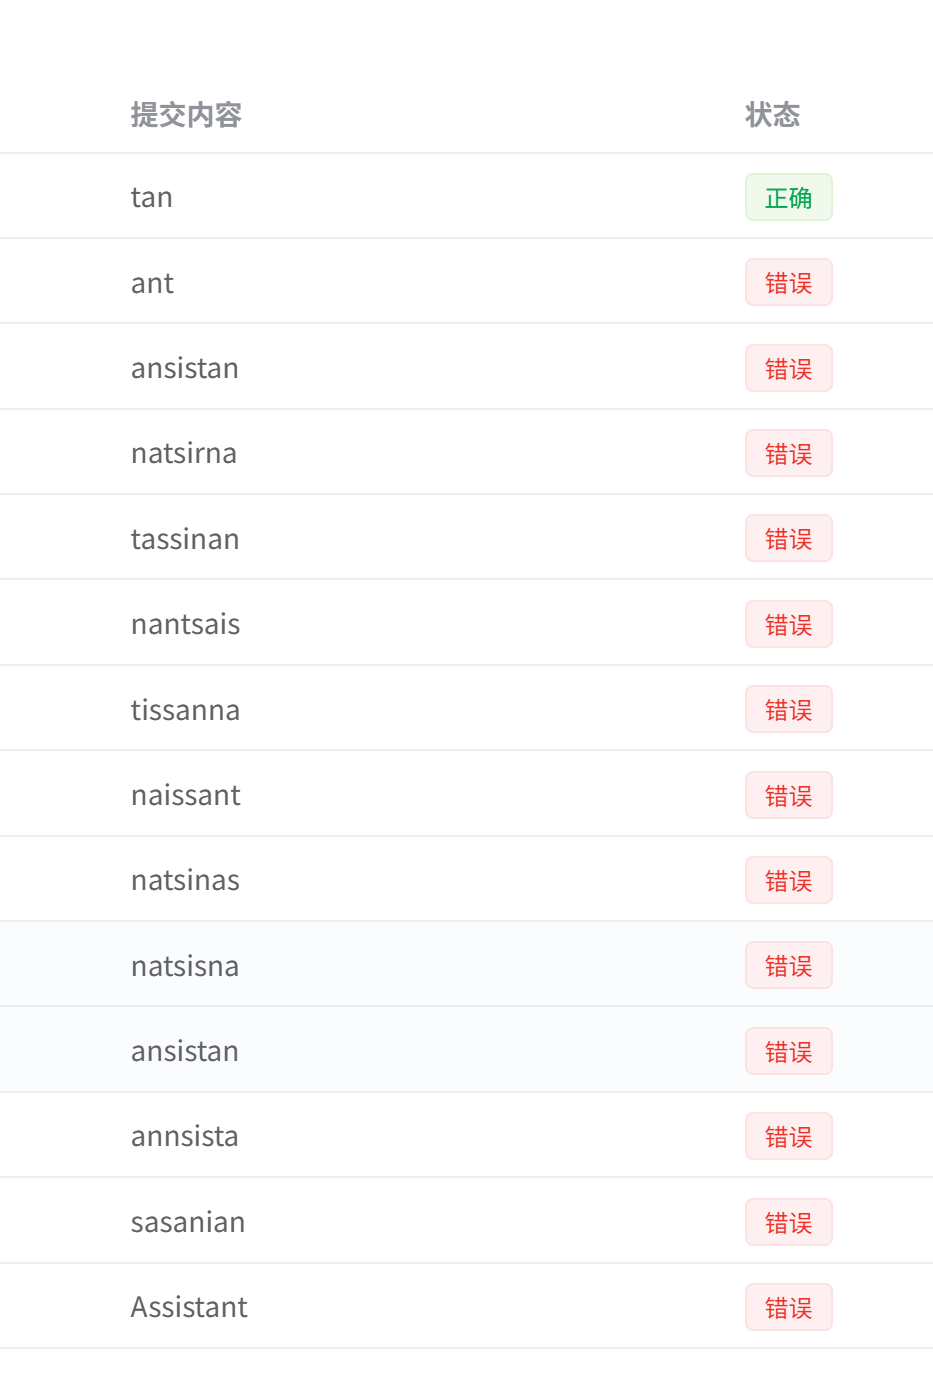 提交内容 状态
tan 正确
ant 错误
ansistan 错误
natsirna 错误
tassinan 错误
nantsais 错误
tissanna 错误
naissant 错误
natsinas 错误
natsisna 错误
ansistan 错误
annsista 错误
sasanian 错误
Assistant 错误